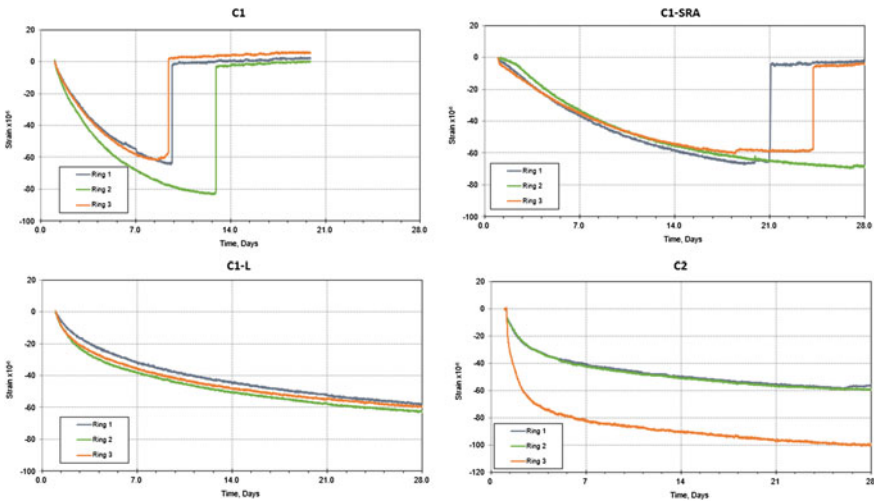 C1
Strain x10⁻⁶
20
0
-20
-40
-60
-80
-100
0.0 7.0 14.0 21.0 28.0
Time, Days
Ring 1
Ring 2
Ring 3
C1-SRA
Strain x10⁻⁶
20
0
-20
-40
-60
-80
-100
0.0 7.0 14.0 21.0 28.0
Time, Days
Ring 1
Ring 2
Ring 3
C1-L
Strain x10⁻⁶
20
0
-20
-40
-60
-80
-100
0.0 7.0 14.0 21.0 28.0
Time, Days
Ring 1
Ring 2
Ring 3
C2
Strain x10⁻⁶
20
0
-20
-40
-60
-80
-100
-120
0 7 14 21 28
Time, Days
Ring 1
Ring 2
Ring 3